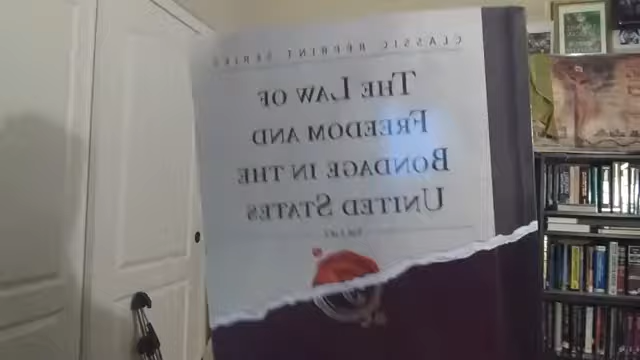 CLASSIC REPRINT SERIES
THE LAW OF
FREEDOM AND
BONDAGE IN THE
UNITED STATES